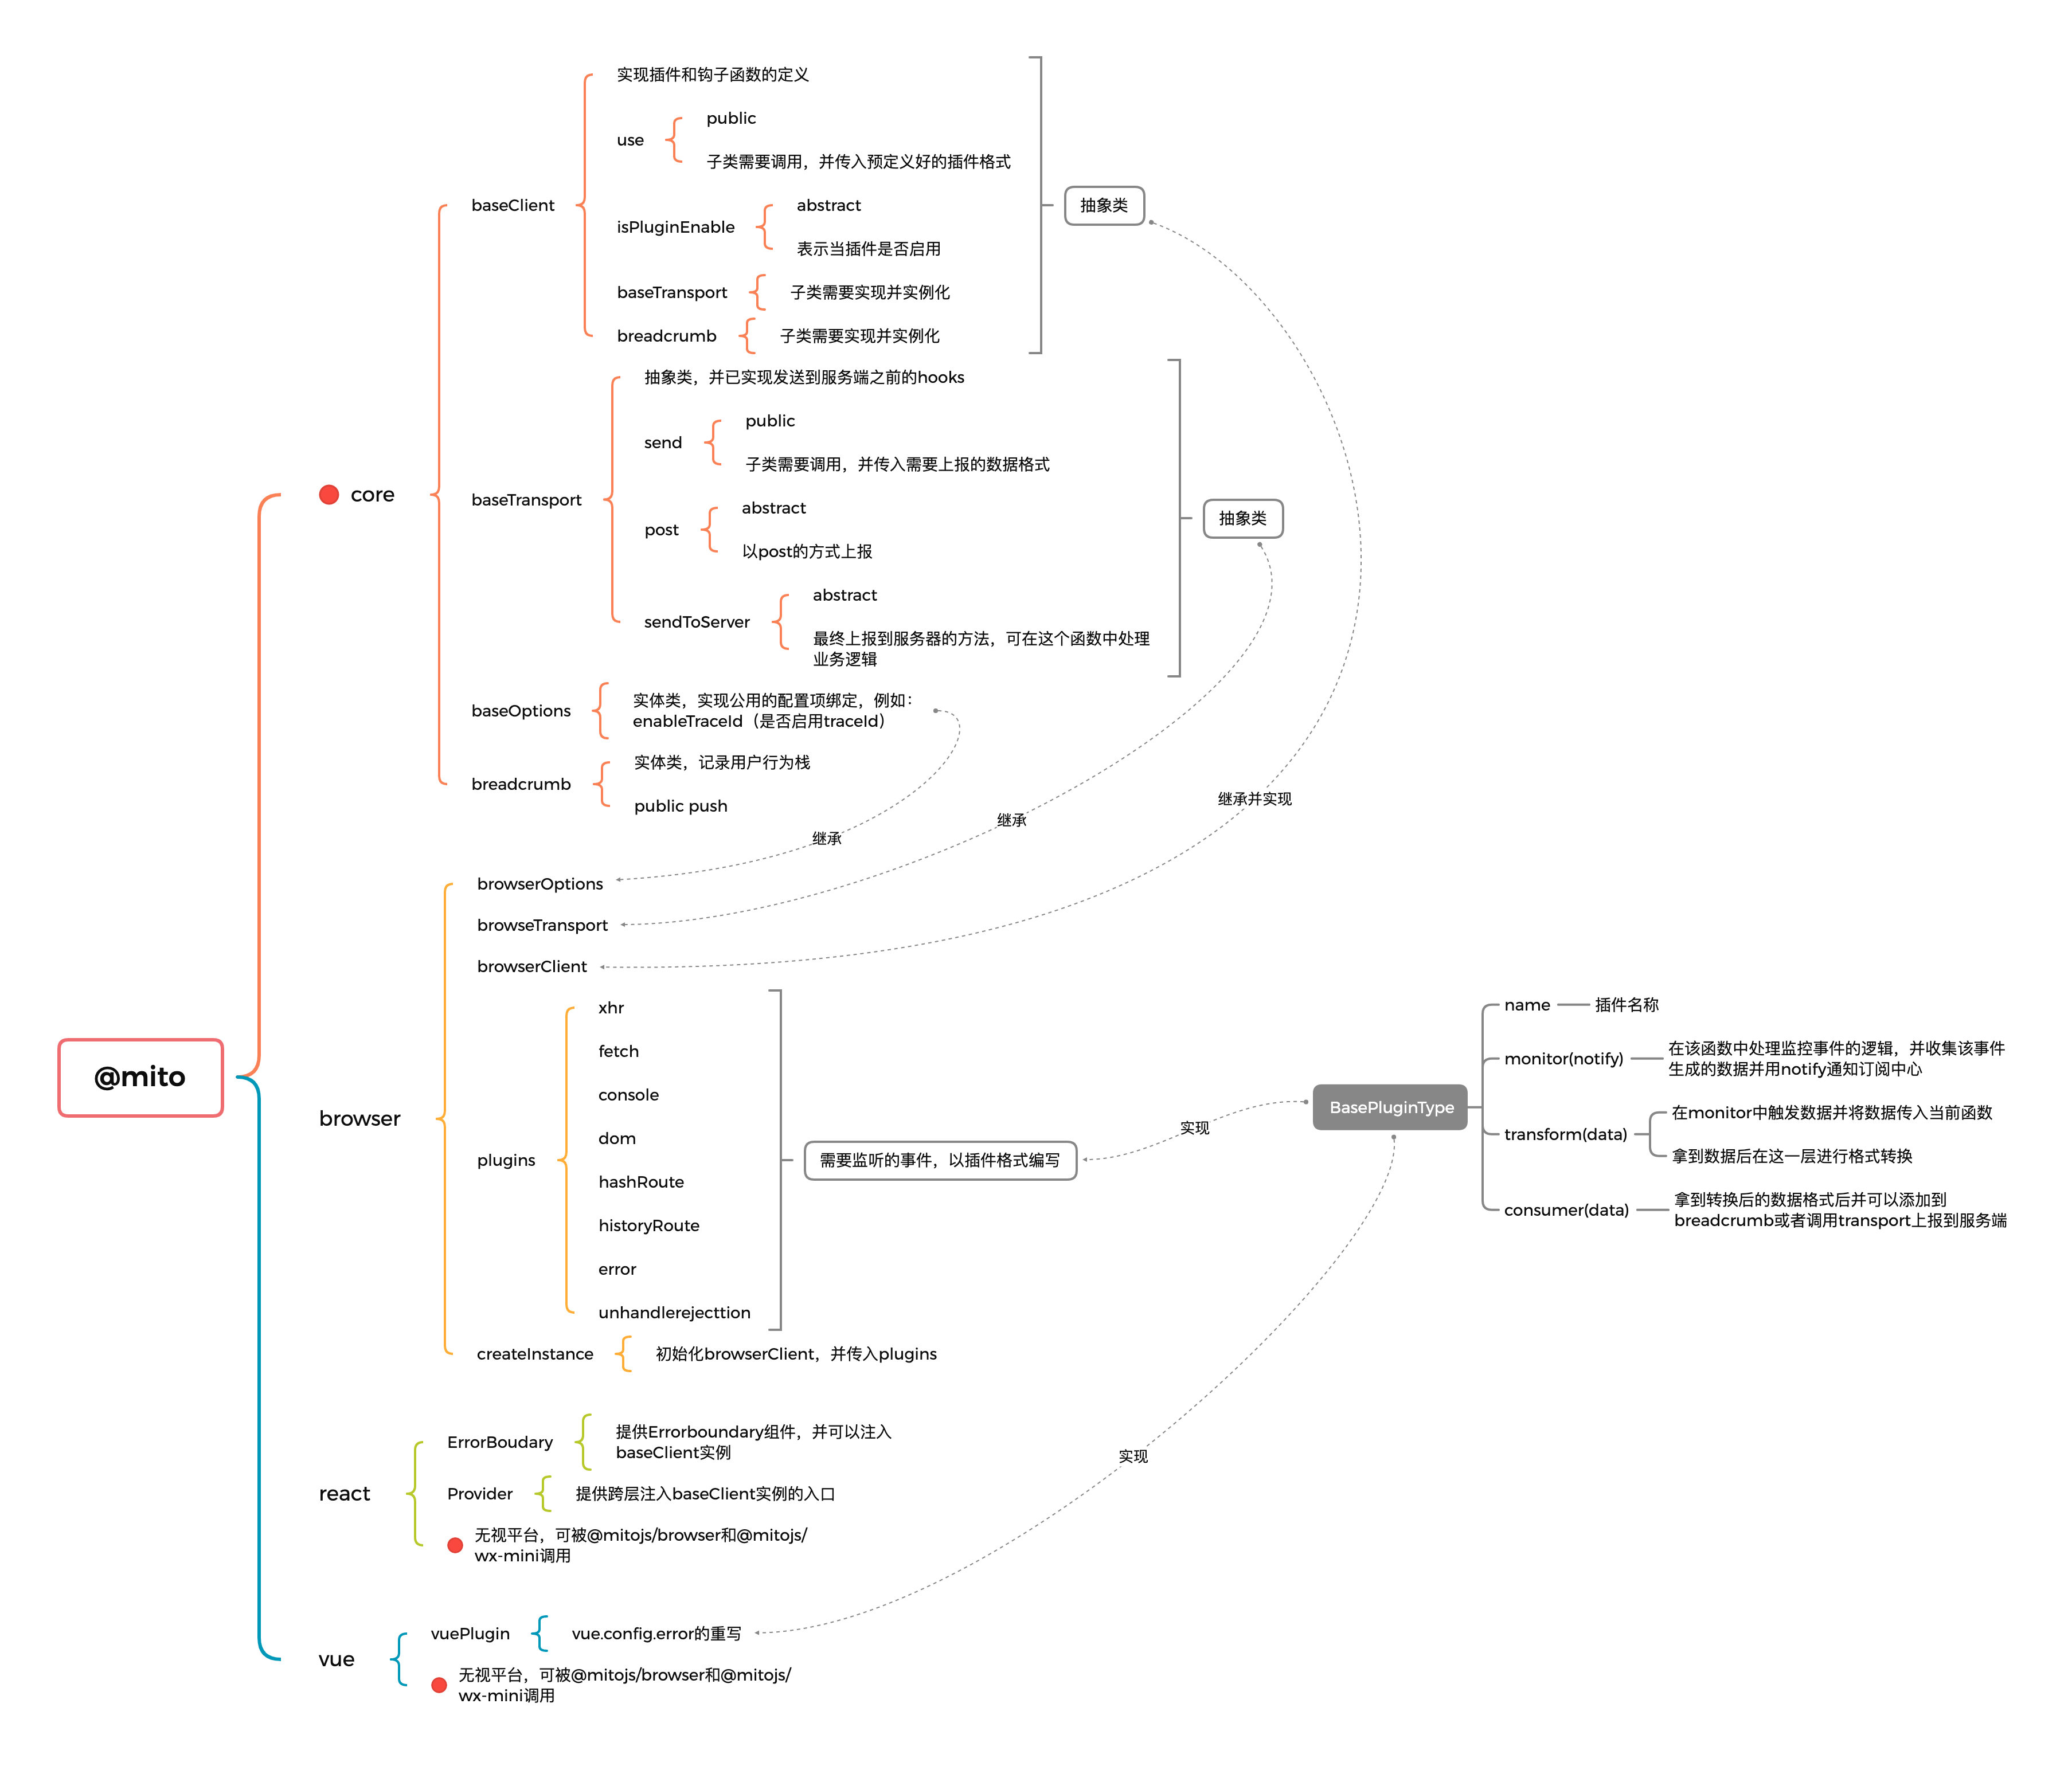 @mito
core
baseClient
实现插件和钩子函数的定义
use
public
子类需要调用，并传入预定义好的插件格式
isPluginEnable
abstract
表示当插件是否启用
baseTransport
子类需要实现并实例化
breadcrumb
子类需要实现并实例化
抽象类
baseTransport
抽象类，并已实现发送到服务端之前的hooks
send
public
子类需要调用，并传入需要上报的数据格式
post
abstract
以post的方式上报
sendToServer
abstract
最终上报到服务器的方法，可在这个函数中处理
业务逻辑
抽象类
baseOptions
实体类，实现公用的配置项绑定，例如：
enableTraceId（是否启用traceId）
breadcrumb
实体类，记录用户行为栈
public push
继承
继承
继承并实现
browser
browserOptions
browseTransport
browserClient
plugins
xhr
fetch
console
dom
hashRoute
historyRoute
error
unhandlerejecttion
需要监听的事件，以插件格式编写
实现
BasePluginType
name
插件名称
monitor(notify)
在该函数中处理监控事件的逻辑，并收集该事件
生成的数据并用notify通知订阅中心
transform(data)
在monitor中触发数据并将数据传入当前函数
拿到数据后在这一层进行格式转换
consumer(data)
拿到转换后的数据格式后并可以添加到
breadcrumb或者调用transport上报到服务端
createInstance
初始化browserClient，并传入plugins
react
ErrorBoudary
提供Errorboundary组件，并可以注入
baseClient实例
Provider
提供跨层注入baseClient实例的入口
无视平台，可被@mitojs/browser和@mitojs/
wx-mini调用
实现
vue
vuePlugin
vue.config.error的重写
无视平台，可被@mitojs/browser和@mitojs/
wx-mini调用